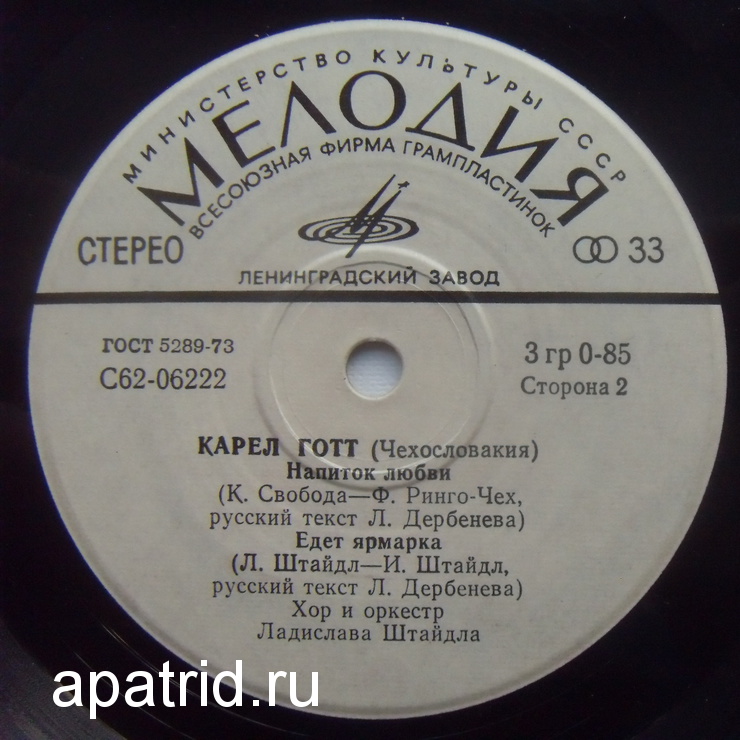 МИНИСТЕРСТВО КУЛЬТУРЫ СССР
МЕЛОДИЯ
ВСЕСОЮЗНАЯ ФИРМА ГРАМПЛАСТИНОК
СТЕРЕО
33
ЛЕНИНГРАДСКИЙ ЗАВОД
ГОСТ 5289-73
3 гр 0-85
С62-06222
Сторона 2
КАРЕЛ ГОТТ (Чехословакия)
Напиток любви
(К. Свобода—Ф. Ринго-Чех,
русский текст Л. Дербенева)
Едет ярмарка
(Л. Штайдл—И. Штайдл,
русский текст Л. Дербенева)
Хор и оркестр
Ладислава Штайдла
apatrid.ru